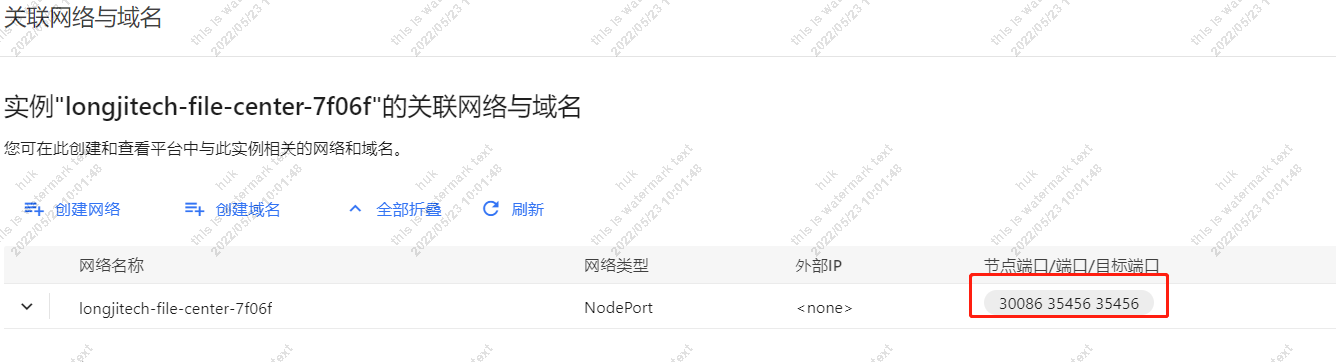 关联网络与域名
实例"longjitech-file-center-7f06f"的关联网络与域名
您可在此创建和查看平台中与此实例相关的网络和域名。
创建网络 创建域名 全部折叠 刷新
网络名称 网络类型 外部IP 节点端口/端口/目标端口
longjitech-file-center-7f06f NodePort <none> 30086 35456 35456
huk
this is watermark text
2022/05/23 10:01:48